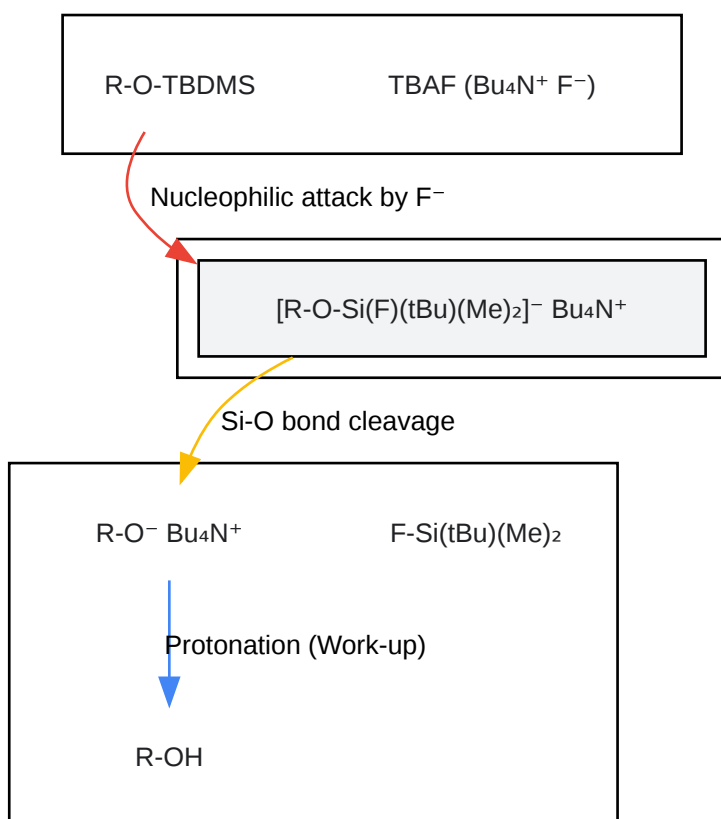 R-O-TBDMS
TBAF (Bu₄N⁺ F⁻)
Nucleophilic attack by F⁻
[R-O-Si(F)(tBu)(Me)₂]⁻ Bu₄N⁺
Si-O bond cleavage
R-O⁻ Bu₄N⁺
F-Si(tBu)(Me)₂
Protonation (Work-up)
R-OH